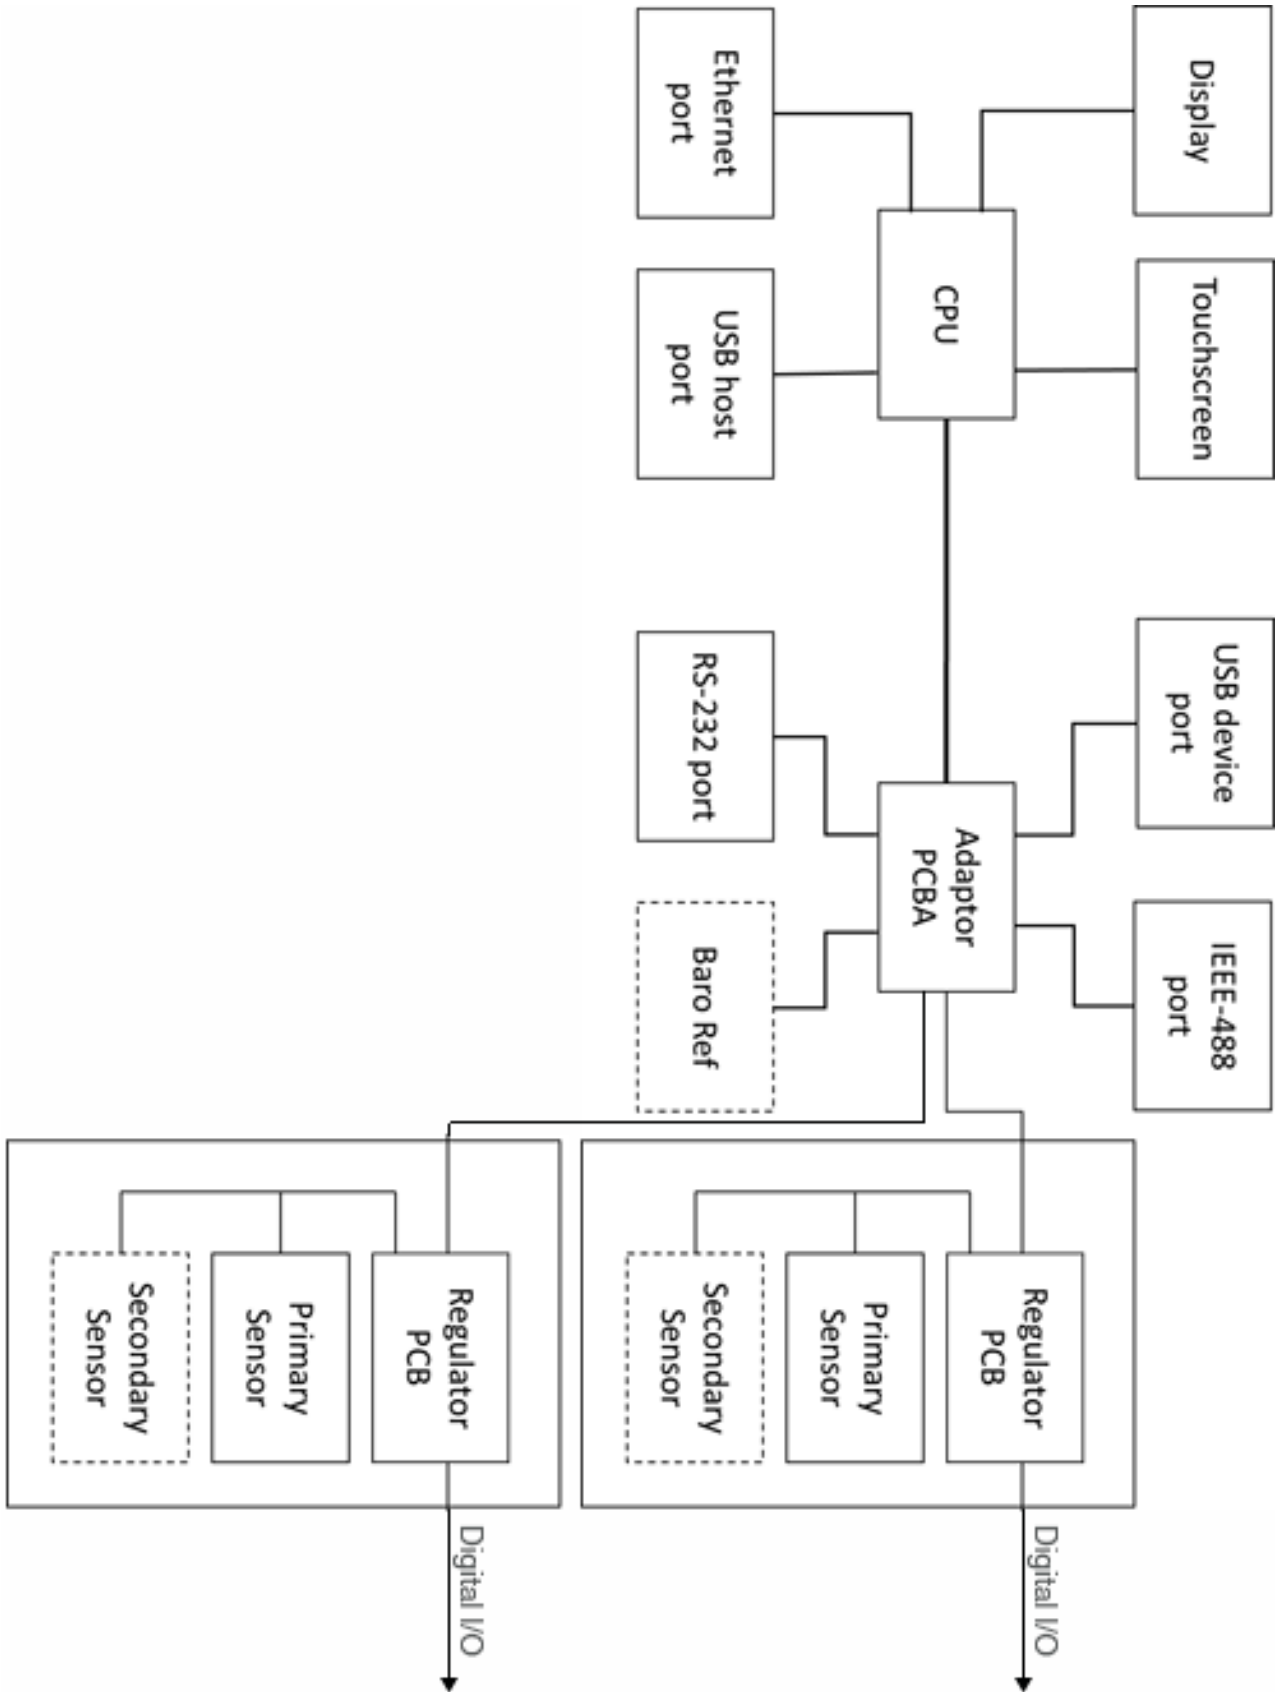 Display
Touchscreen
USB device
port
IEEE-488
port
CPU
Adaptor
PCBA
Ethernet
port
USB host
port
RS-232 port
Baro Ref
Regulator
PCB
Digital I/O
Primary
Sensor
Secondary
Sensor
Regulator
PCB
Digital I/O
Primary
Sensor
Secondary
Sensor